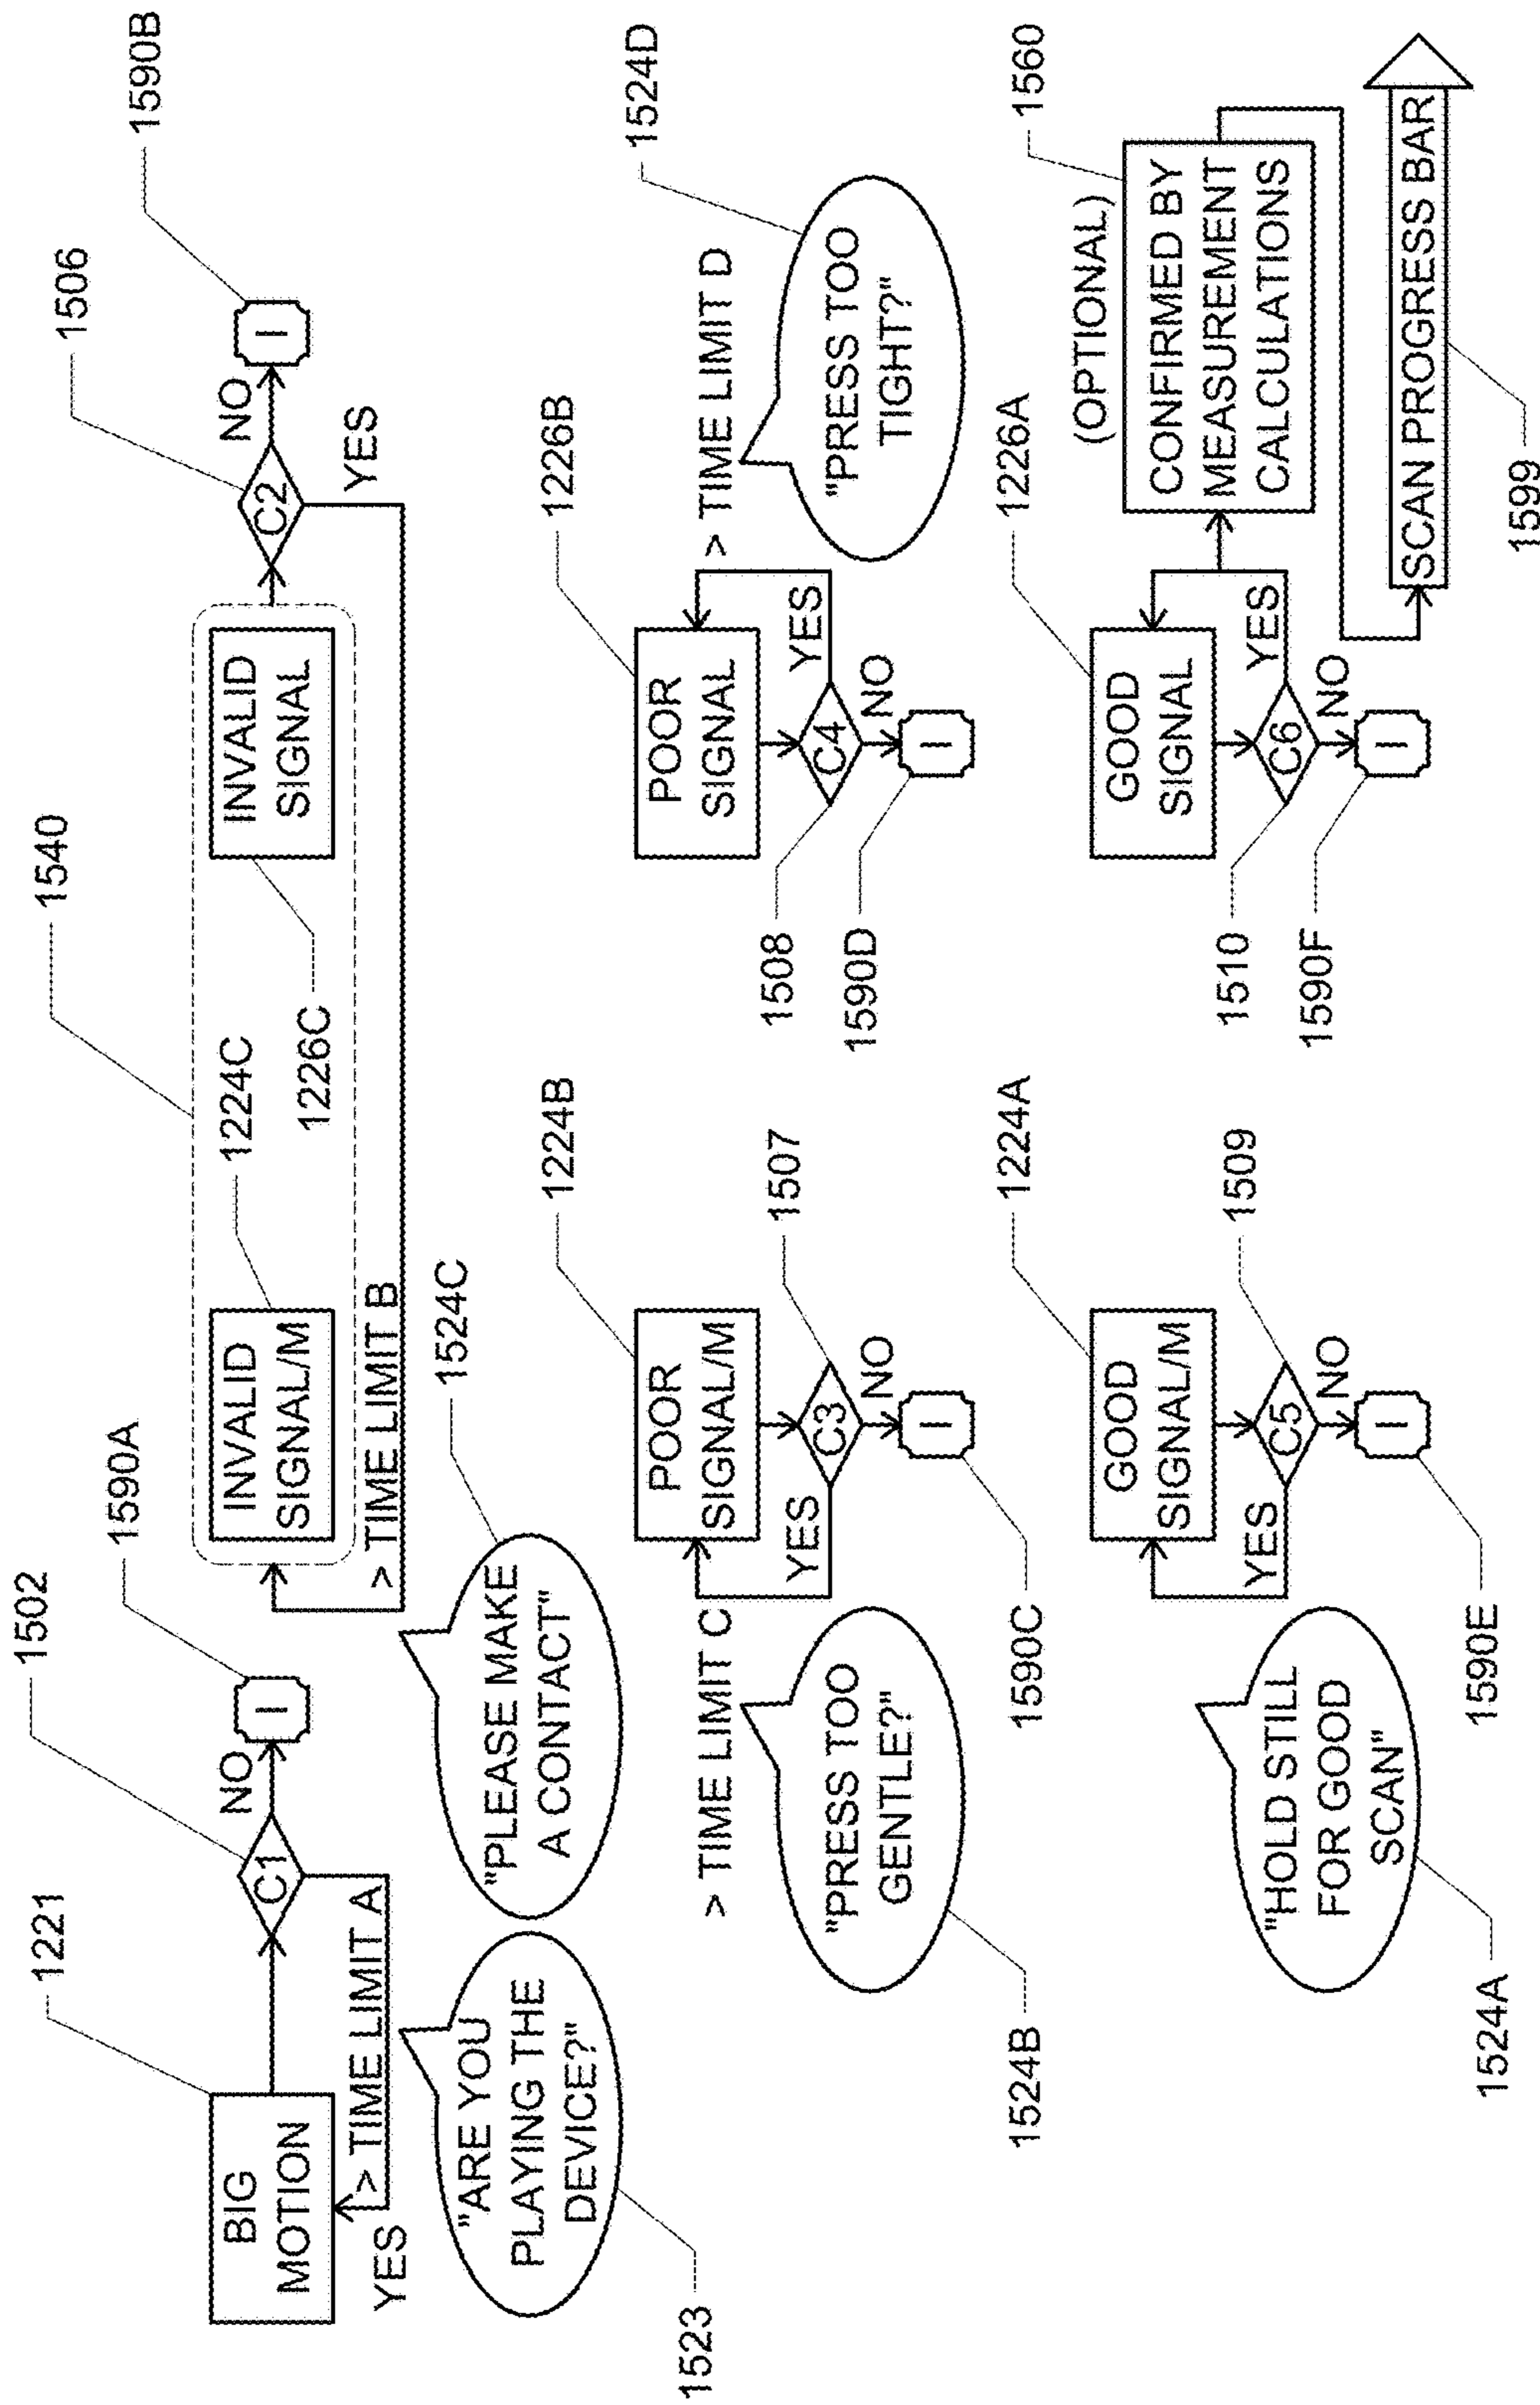 1221
BIG
MOTION
1502
C1
NO
1590A
I
> TIME LIMIT A
YES
"ARE YOU
PLAYING THE
DEVICE?"
1523
1540
INVALID
SIGNAL/M
1224C
INVALID
SIGNAL
1226C
1506
C2
NO
1590B
I
YES
> TIME LIMIT B
"PLEASE MAKE
A CONTACT"
1524C
1224B
POOR
SIGNAL/M
1507
C3
YES
NO
I
1590C
> TIME LIMIT C
"PRESS TOO
GENTLE?"
1524B
1226B
POOR
SIGNAL
1508
C4
YES
NO
I
1590D
> TIME LIMIT D
"PRESS TOO
TIGHT?"
1524D
1224A
GOOD
SIGNAL/M
1509
C5
YES
NO
I
1590E
"HOLD STILL
FOR GOOD
SCAN"
1524A
1226A
GOOD
SIGNAL
1510
C6
YES
NO
I
1590F
(OPTIONAL)
1560
CONFIRMED BY
MEASUREMENT
CALCULATIONS
SCAN PROGRESS BAR
1599